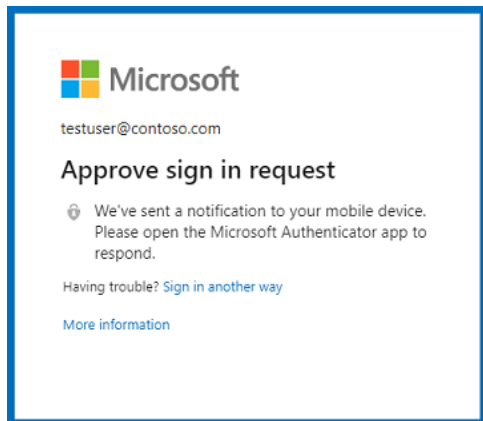 Microsoft
testuser@contoso.com
Approve sign in request
We've sent a notification to your mobile device.
Please open the Microsoft Authenticator app to
respond.
Having trouble? Sign in another way
More information